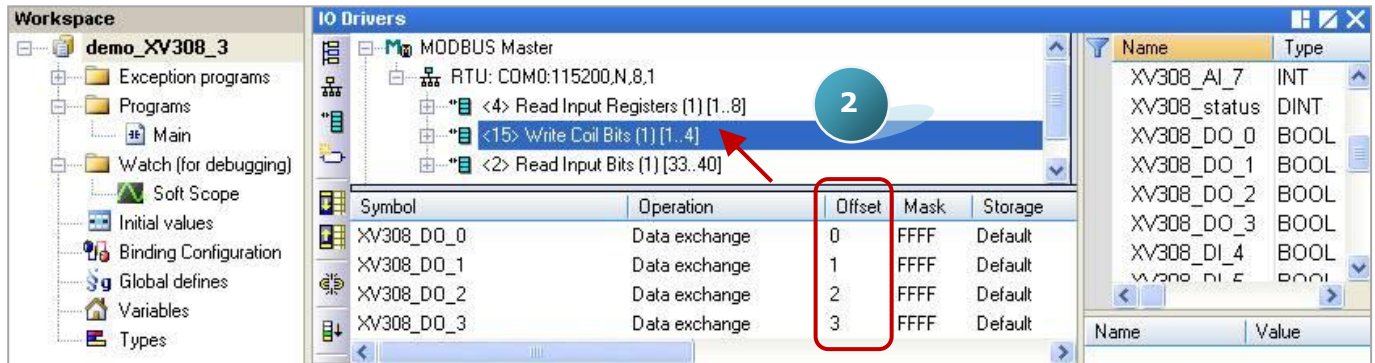 Workspace
demo_XV308_3
Exception programs
Programs
Main
Watch (for debugging)
Soft Scope
Initial values
Binding Configuration
Global defines
Variables
Types
IO Drivers
MODBUS Master
RTU: COM0:115200,N,8,1
<4> Read Input Registers (1) [1..8]
<15> Write Coil Bits (1) [1..4]
<2> Read Input Bits (1) [33..40]
2
Symbol Operation Offset Mask Storage
XV308_DO_0 Data exchange 0 FFFF Default
XV308_DO_1 Data exchange 1 FFFF Default
XV308_DO_2 Data exchange 2 FFFF Default
XV308_DO_3 Data exchange 3 FFFF Default
Name Type
XV308_AI_7 INT
XV308_status DINT
XV308_DO_0 BOOL
XV308_DO_1 BOOL
XV308_DO_2 BOOL
XV308_DO_3 BOOL
XV308_DI_4 BOOL
XV308_DI_5 BOOL
Name Value